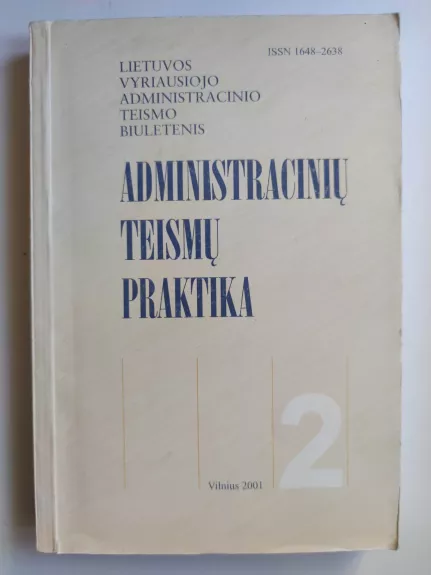 ISSN 1648–2638
LIETUVOS
VYRIAUSIOJO
ADMINISTRACINIO
TEISMO
BIULETENIS
ADMINISTRACINIŲ
TEISMŲ
PRAKTIKA
2
Vilnius 2001